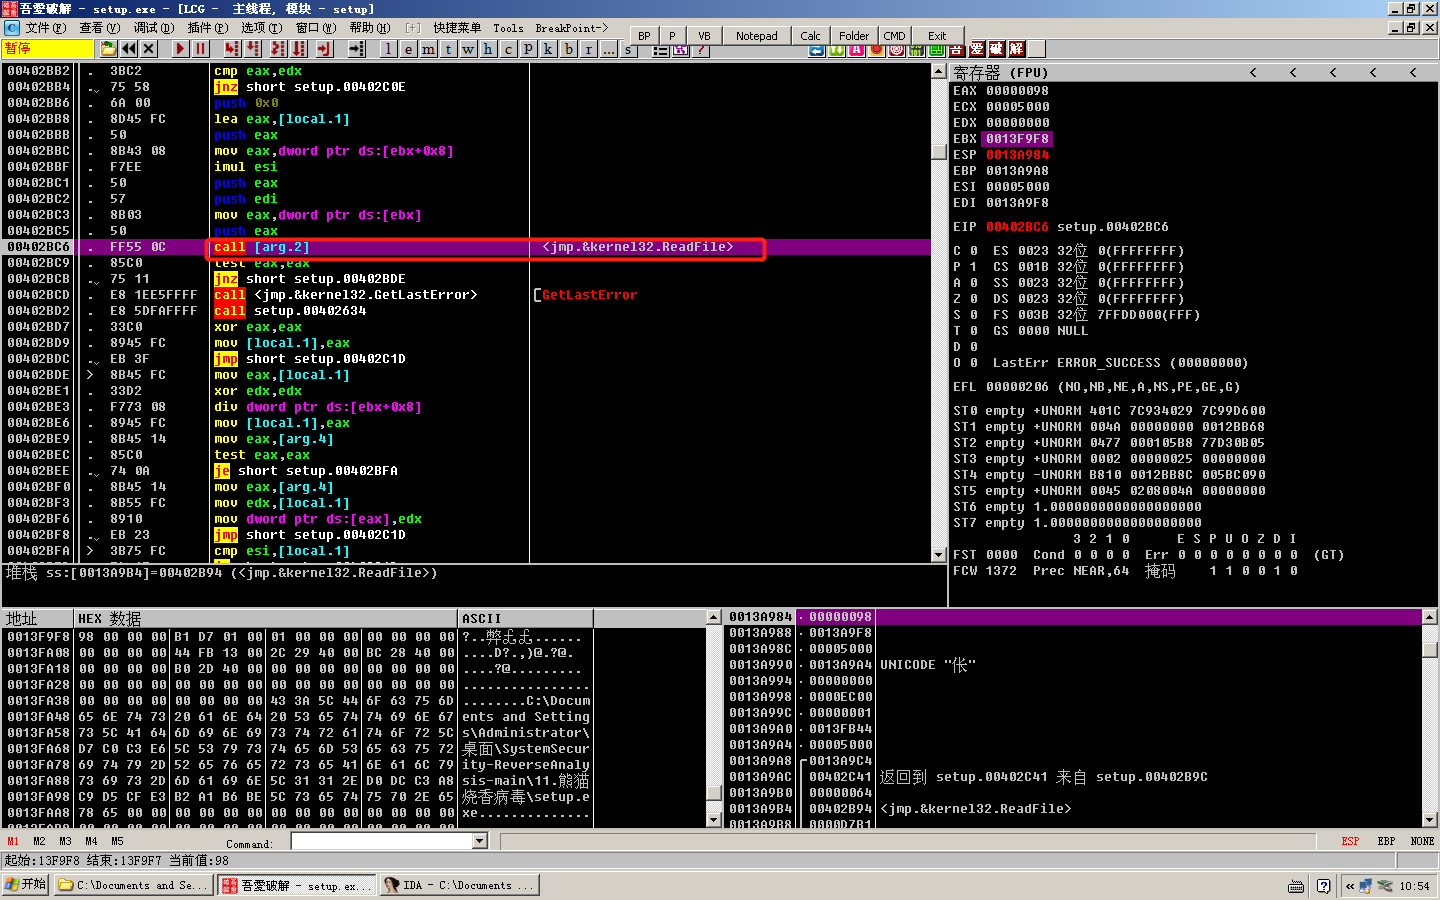 吾爱破解 - setup.exe - [LCG -  主线程, 模块 - setup]
文件(F) 查看(V) 调试(D) 插件(P) 选项(T) 窗口(W) 帮助(H) [+] 快捷菜单 Tools BreakPoint->
BP P VB Notepad Calc Folder CMD Exit
暂停 l e m t w h c p k b r ... s
00402BB2 . 3BC2 cmp eax,edx
00402BB4 . 75 58 jnz short setup.00402C0E
00402BB6 . 6A 00 push 0x0
00402BB8 . 8D45 FC lea eax,[local.1]
00402BBB . 50 push eax
00402BBC . 8B43 08 mov eax,dword ptr ds:[ebx+0x8]
00402BBF . F7EE imul esi
00402BC1 . 50 push eax
00402BC2 . 57 push edi
00402BC3 . 8B03 mov eax,dword ptr ds:[ebx]
00402BC5 . 50 push eax
00402BC6 . FF55 0C call [arg.2] <jmp.&kernel32.ReadFile>
00402BC9 . 85C0 test eax,eax
00402BCB . 75 11 jnz short setup.00402BDE
00402BCD . E8 1EE5FFFF call <jmp.&kernel32.GetLastError> [GetLastError
00402BD2 . E8 5DFAFFFF call setup.00402634
00402BD7 . 33C0 xor eax,eax
00402BD9 . 8945 FC mov [local.1],eax
00402BDC . EB 3F jmp short setup.00402C1D
00402BDE > 8B45 FC mov eax,[local.1]
00402BE1 . 33D2 xor edx,edx
00402BE3 . F773 08 div dword ptr ds:[ebx+0x8]
00402BE6 . 8945 FC mov [local.1],eax
00402BE9 . 8B45 14 mov eax,[arg.4]
00402BEC . 85C0 test eax,eax
00402BEE . 74 0A je short setup.00402BFA
00402BF0 . 8B45 14 mov eax,[arg.4]
00402BF3 . 8B55 FC mov edx,[local.1]
00402BF6 . 8910 mov dword ptr ds:[eax],edx
00402BF8 . EB 23 jmp short setup.00402C1D
00402BFA > 3B75 FC cmp esi,[local.1]
堆栈 ss:[0013A9B4]=00402B94 (<jmp.&kernel32.ReadFile>)
寄存器 (FPU) < < < < <
EAX 00000098
ECX 00005000
EDX 00000000
EBX 0013F9F8
ESP 0013A984
EBP 0013A9A8
ESI 00005000
EDI 0013A9F8
EIP 00402BC6 setup.00402BC6
C 0 ES 0023 32位 0(FFFFFFFF)
P 1 CS 001B 32位 0(FFFFFFFF)
A 0 SS 0023 32位 0(FFFFFFFF)
Z 0 DS 0023 32位 0(FFFFFFFF)
S 0 FS 003B 32位 7FFDD000(FFF)
T 0 GS 0000 NULL
D 0
O 0 LastErr ERROR_SUCCESS (00000000)
EFL 00000206 (NO,NB,NE,A,NS,PE,GE,G)
ST0 empty +UNORM 401C 7C934029 7C99D600
ST1 empty +UNORM 004A 00000000 0012BB68
ST2 empty +UNORM 0477 000105B8 77D30B05
ST3 empty +UNORM 0002 00000025 00000000
ST4 empty -UNORM B810 0012BB8C 005BC090
ST5 empty +UNORM 0045 0208004A 00000000
ST6 empty 1.0000000000000000000
ST7 empty 1.0000000000000000000
3 2 1 0 E S P U O Z D I
FST 0000 Cond 0 0 0 0 Err 0 0 0 0 0 0 0 0 (GT)
FCW 1372 Prec NEAR,64 掩码 1 1 0 0 1 0
地址 HEX 数据 ASCII
0013F9F8 98 00 00 00 B1 D7 01 00 01 00 00 00 00 00 00 00
0013FA08 00 00 00 00 44 FB 13 00 2C 29 40 00 BC 28 40 00 ....D?.,)@.?@.
0013FA18 00 00 00 00 B0 2D 40 00 00 00 00 00 00 00 00 00 ....?@.........
0013FA28 00 00 00 00 00 00 00 00 00 00 00 00 00 00 00 00 ................
0013FA38 00 00 00 00 00 00 00 00 43 3A 5C 44 6F 63 75 6D ........C:\Docum
0013FA48 65 6E 74 73 20 61 6E 64 20 53 65 74 74 69 6E 67 ents and Setting
0013FA58 73 5C 41 64 6D 69 6E 69 73 74 72 61 74 6F 72 5C s\Administrator\
0013FA68 D7 C0 C3 E6 5C 53 79 73 74 65 6D 53 65 63 75 72 桌面\SystemSecur
0013FA78 69 74 79 2D 52 65 76 65 72 73 65 41 6E 61 6C 79 ity-ReverseAnaly
0013FA88 73 69 73 2D 6D 61 69 6E 5C 31 31 2E D0 DC C3 A8 sis-main\11.熊猫
0013FA98 C9 D5 CF E3 B2 A1 B6 BE 5C 73 65 74 75 70 2E 65 烧香病毒\setup.e
0013FAA8 78 65 00 00 00 00 00 00 00 00 00 00 00 00 00 00 xe..............
0013A984 00000098
0013A988 0013A9F8
0013A98C 00005000
0013A990 0013A9A4 UNICODE "伥"
0013A994 00000000
0013A998 0000EC00
0013A99C 00000001
0013A9A0 0013FB44
0013A9A4 00005000
0013A9A8 0013A9C4
0013A9AC 00402C41 返回到 setup.00402C41 来自 setup.00402B9C
0013A9B0 00000064
0013A9B4 00402B94 <jmp.&kernel32.ReadFile>
0013A9B8 0000D7B1
M1 M2 M3 M4 M5 Command: ESP EBP NONE
起始:13F9F8 结束:13F9F7 当前值:98
开始 C:\Documents and Se... 吾爱破解 - setup.ex... IDA - C:\Documents ... « 10:54